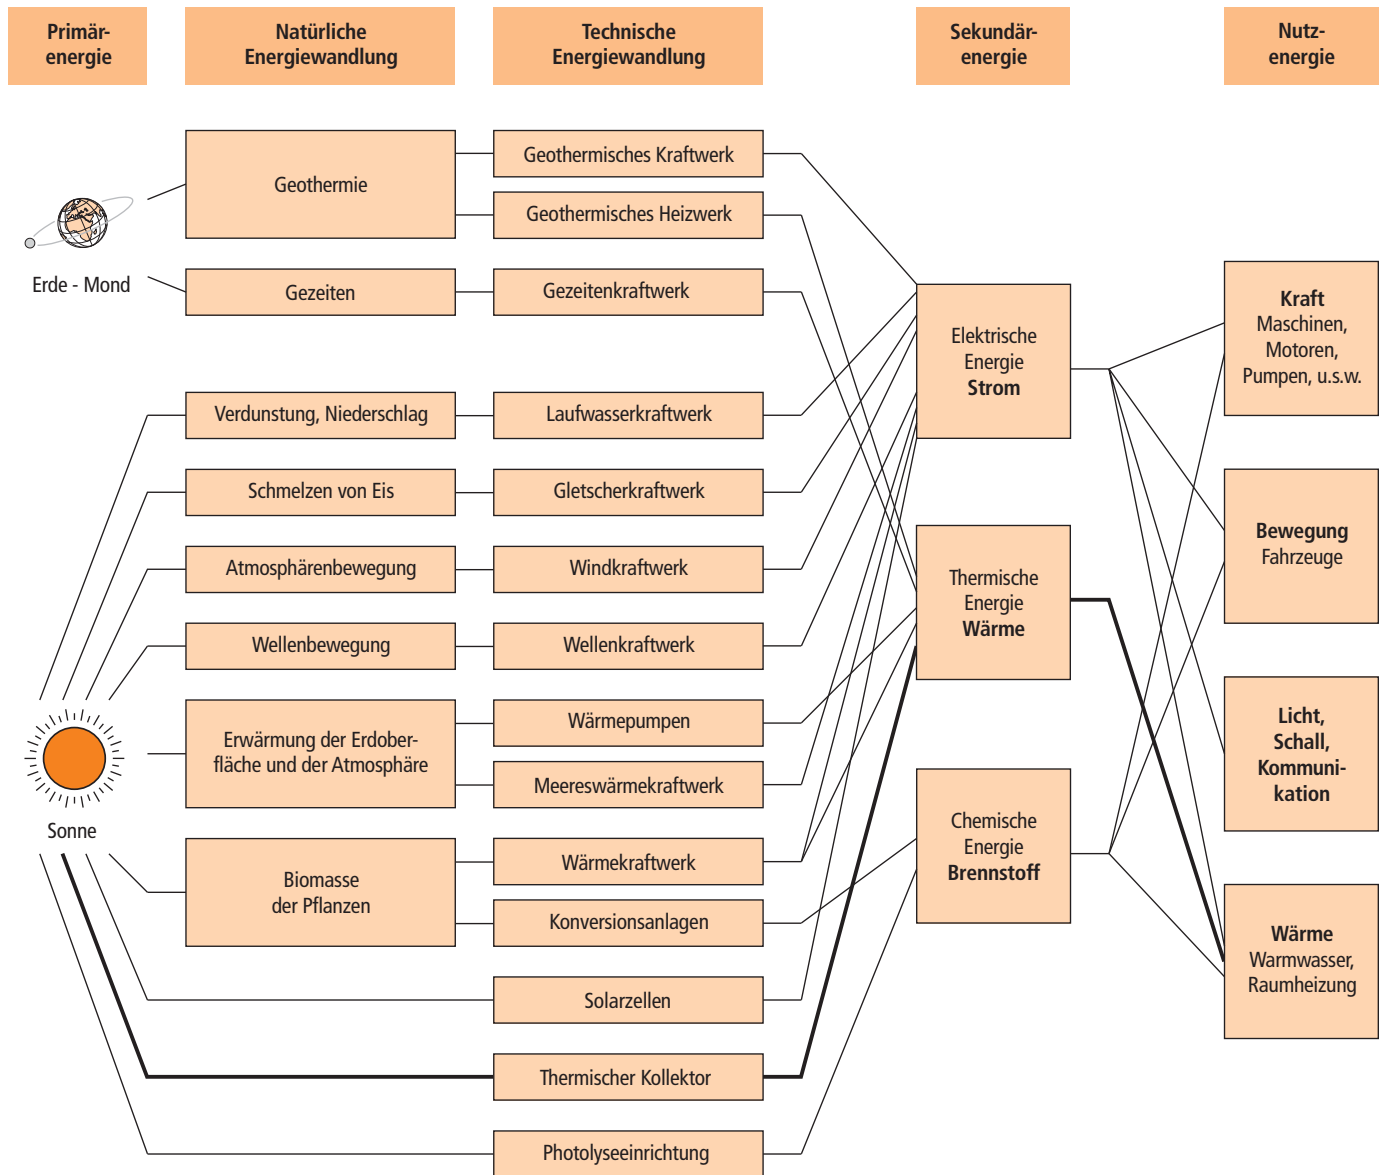 Primär-
energie
Natürliche
Energiewandlung
Technische
Energiewandlung
Sekundär-
energie
Nutz-
energie
Erde - Mond
Sonne
Geothermie
Gezeiten
Verdunstung, Niederschlag
Schmelzen von Eis
Atmosphärenbewegung
Wellenbewegung
Erwärmung der Erdober-
fläche und der Atmosphäre
Biomasse
der Pflanzen
Geothermisches Kraftwerk
Geothermisches Heizwerk
Gezeitenkraftwerk
Laufwasserkraftwerk
Gletscherkraftwerk
Windkraftwerk
Wellenkraftwerk
Wärmepumpen
Meereswärmekraftwerk
Wärmekraftwerk
Konversionsanlagen
Solarzellen
Thermischer Kollektor
Photolyseeinrichtung
Elektrische
Energie
Strom
Thermische
Energie
Wärme
Chemische
Energie
Brennstoff
Kraft
Maschinen,
Motoren,
Pumpen, u.s.w.
Bewegung
Fahrzeuge
Licht,
Schall,
Kommuni-
kation
Wärme
Warmwasser,
Raumheizung